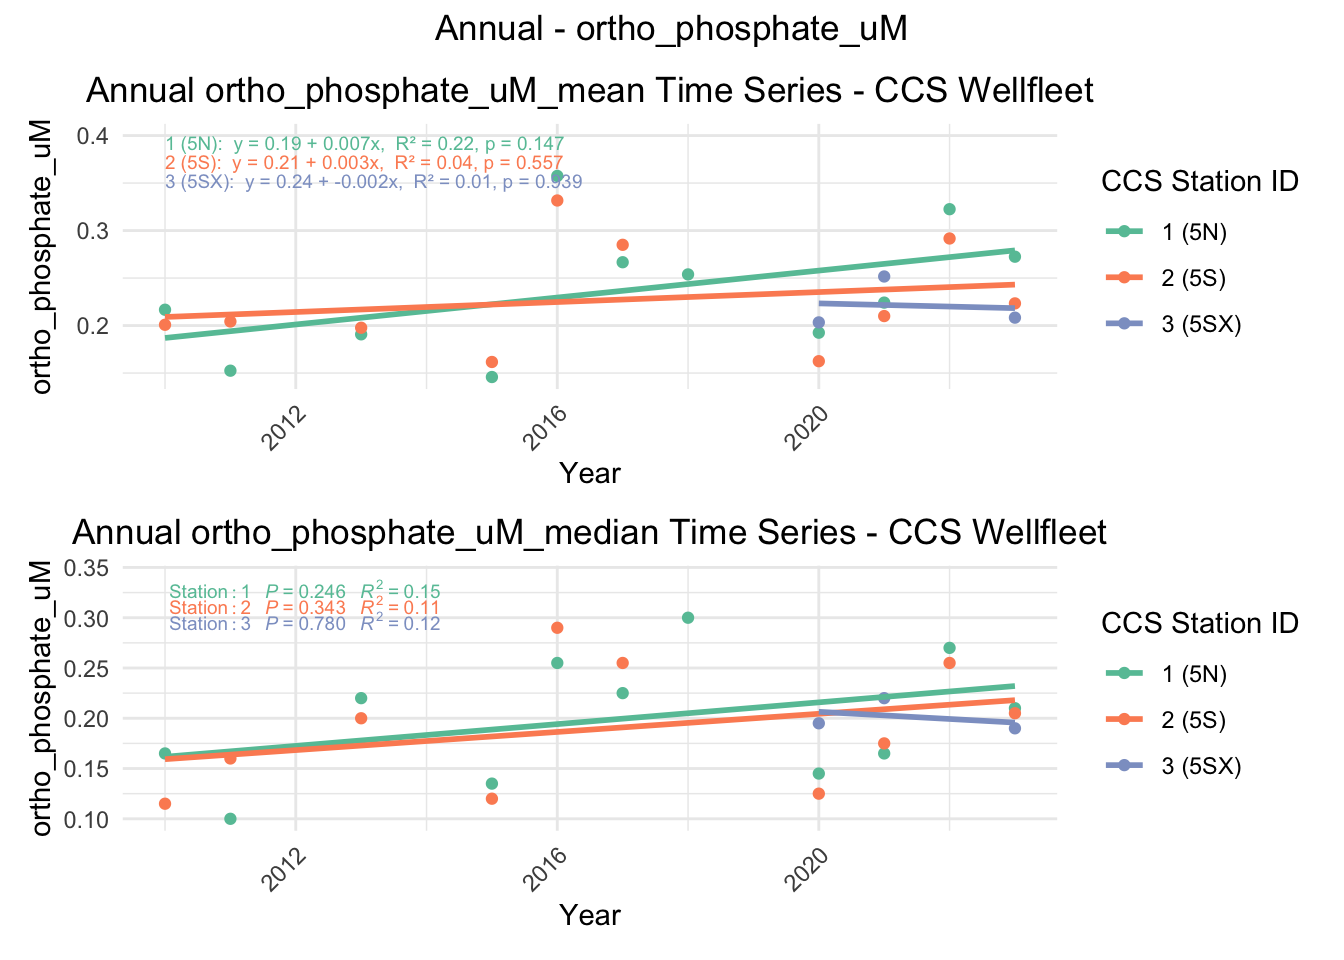 Annual - ortho_phosphate_uM
Annual ortho_phosphate_uM_mean Time Series - CCS Wellfleet
ortho_phosphate_uM
0.4
0.3
0.2
1 (5N):  y = 0.19 + 0.007x,  R² = 0.22, p = 0.147
2 (5S):  y = 0.21 + 0.003x,  R² = 0.04, p = 0.557
3 (5SX):  y = 0.24 + -0.002x,  R² = 0.01, p = 0.939
2012
2016
2020
Year
CCS Station ID
1 (5N)
2 (5S)
3 (5SX)
Annual ortho_phosphate_uM_median Time Series - CCS Wellfleet
ortho_phosphate_uM
0.35
0.30
0.25
0.20
0.15
0.10
Station : 1  P = 0.246  R² = 0.15
Station : 2  P = 0.343  R² = 0.11
Station : 3  P = 0.780  R² = 0.12
2012
2016
2020
Year
CCS Station ID
1 (5N)
2 (5S)
3 (5SX)